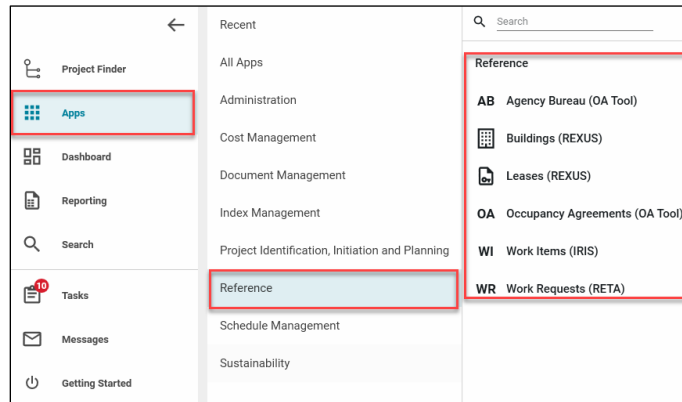 Project Finder
Apps
Dashboard
Reporting
Search
10
Tasks
Messages
Getting Started
Recent
All Apps
Administration
Cost Management
Document Management
Index Management
Project Identification, Initiation and Planning
Reference
Schedule Management
Sustainability
Search
Reference
AB Agency Bureau (OA Tool)
Buildings (REXUS)
Leases (REXUS)
OA Occupancy Agreements (OA Tool)
WI Work Items (IRIS)
WR Work Requests (RETA)